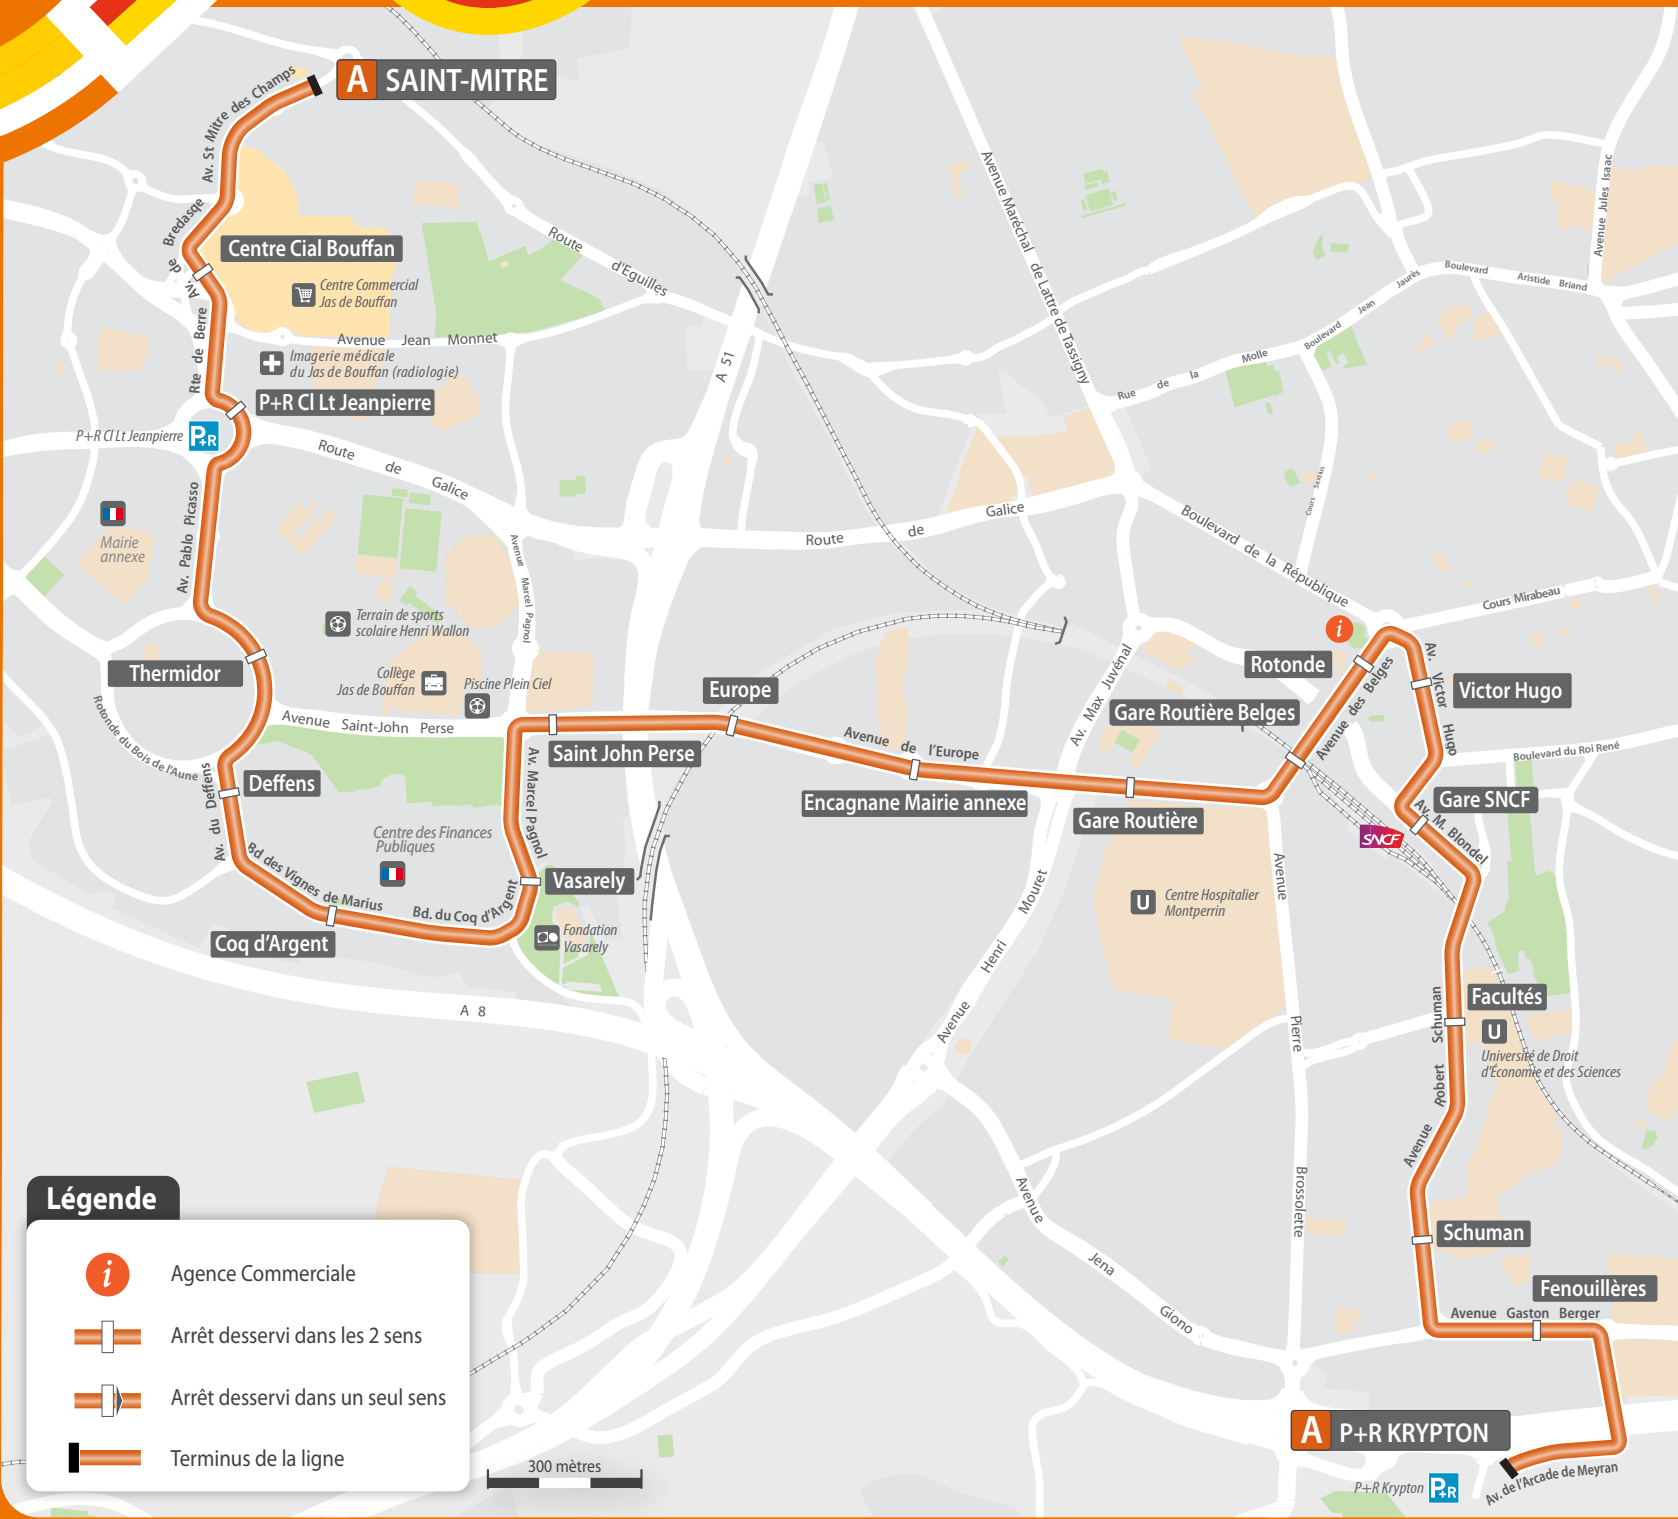 A SAINT-MITRE
Av. St Mitre des Champs
Av. de Bredasqe
Centre Cial Bouffan
Centre Commercial
Jas de Bouffan
Rte de Berre
Avenue Jean Monnet
Imagerie médicale
du Jas de Bouffan (radiologie)
P+R Cl Lt Jeanpierre
P+R Cl Lt Jeanpierre
P+R
Route de Galice
Route d'Eguilles
A 51
Avenue Maréchal de Lattre de Tassigny
Avenue Jules Isaac
Boulevard Aristide Briand
Boulevard Jean Jaurès
Rue de la Molle
Cours Sextius
Route de Galice
Boulevard de la République
Cours Mirabeau
Mairie
annexe
Av. Pablo Picasso
Avenue Marcel Pagnol
Terrain de sports
scolaire Henri Wallon
Collège
Jas de Bouffan
Piscine Plein Ciel
Thermidor
Rotonde du Bois de l'Aune
Avenue Saint-John Perse
Europe
Saint John Perse
Avenue de l'Europe
Encagnane Mairie annexe
Av. Max Juvénal
Gare Routière Belges
Gare Routière
i
Rotonde
Avenue des Belges
Av. Victor Hugo
Victor Hugo
Boulevard du Roi René
Gare SNCF
SNCF
Av. M. Blondel
Deffens
Av. du Deffens
Centre des Finances
Publiques
Av. Marcel Pagnol
Bd des Vignes de Marius
Bd. du Coq d'Argent
Vasarely
Coq d'Argent
Fondation
Vasarely
A 8
Avenue Henri Mouret
U
Centre Hospitalier
Montperrin
Avenue Pierre Brossolette
Facultés
U
Université de Droit
d'Économie et des Sciences
Avenue Robert Schuman
Schuman
Fenouillères
Avenue Gaston Berger
Avenue Jena Giono
A P+R KRYPTON
P+R Krypton
P+R
Av. de l'Arcade de Meyran
Légende
i
Agence Commerciale
Arrêt desservi dans les 2 sens
Arrêt desservi dans un seul sens
Terminus de la ligne
300 mètres